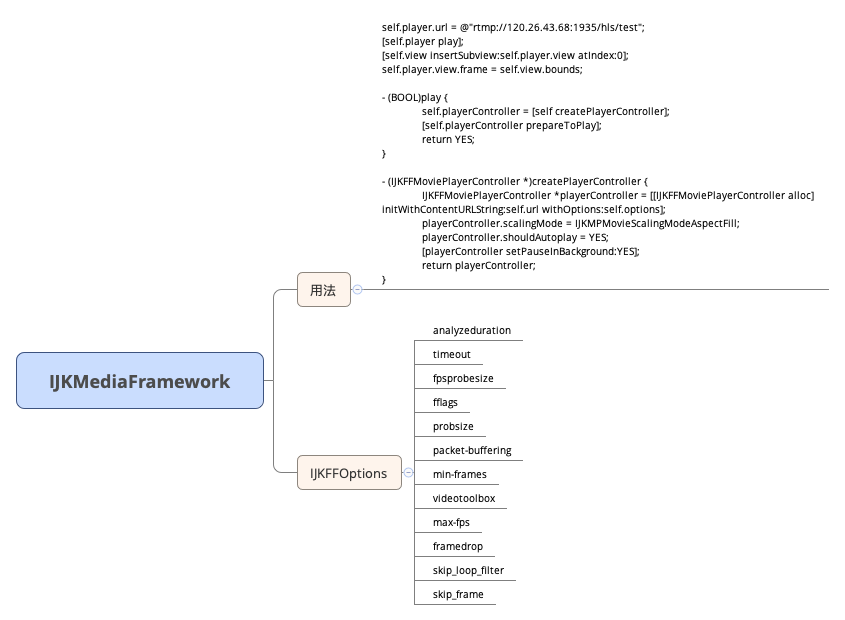 self.player.url = @"rtmp://120.26.43.68:1935/hls/test";
[self.player play];
[self.view insertSubview:self.player.view atIndex:0];
self.player.view.frame = self.view.bounds;
- (BOOL)play {
self.playerController = [self createPlayerController];
[self.playerController prepareToPlay];
return YES;
}
- (IJKFFMoviePlayerController *)createPlayerController {
IJKFFMoviePlayerController *playerController = [[IJKFFMoviePlayerController alloc]
initWithContentURLString:self.url withOptions:self.options];
playerController.scalingMode = IJKMPMovieScalingModeAspectFill;
playerController.shouldAutoplay = YES;
[playerController setPauseInBackground:YES];
return playerController;
}
用法
IJKMediaFramework
IJKFFOptions
analyzeduration
timeout
fpsprobesize
fflags
probsize
packet-buffering
min-frames
videotoolbox
max-fps
framedrop
skip_loop_filter
skip_frame